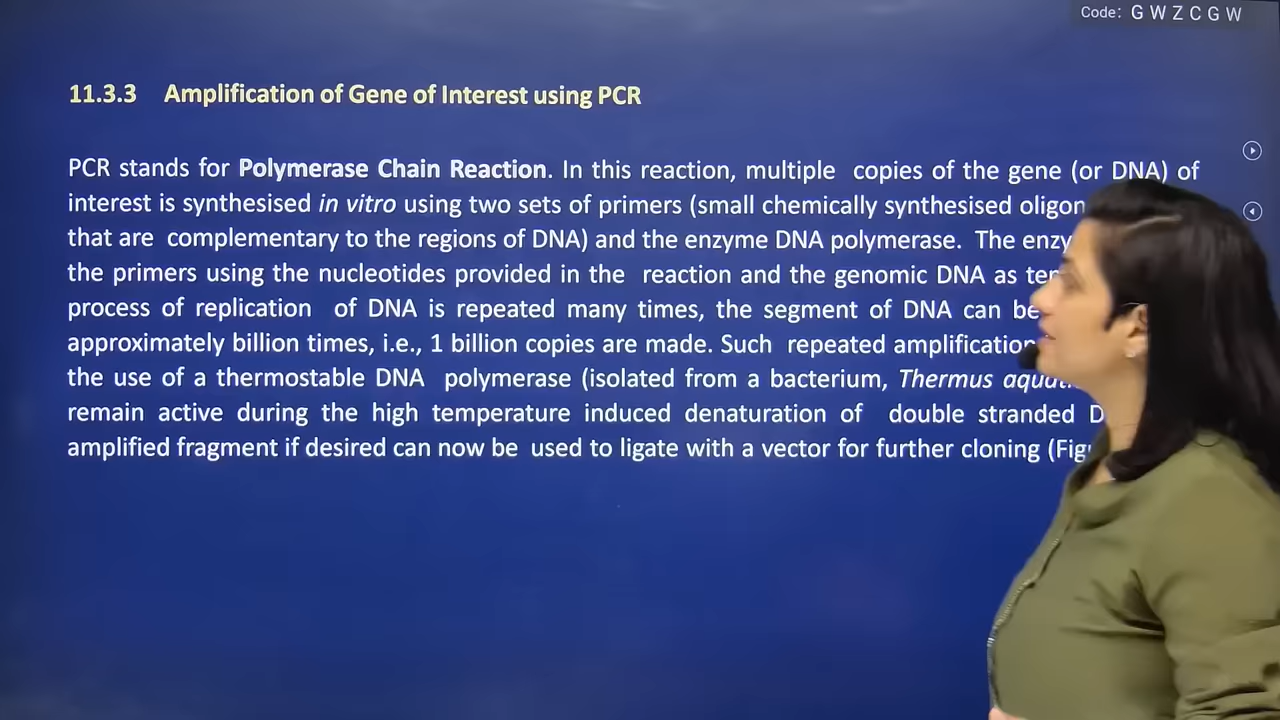 Code: G W Z C G W
11.3.3 Amplification of Gene of Interest using PCR
PCR stands for Polymerase Chain Reaction. In this reaction, multiple copies of the gene (or DNA) of
interest is synthesised in vitro using two sets of primers (small chemically synthesised
that are complementary to the regions of DNA) and the enzyme DNA polymerase. The
the primers using the nucleotides provided in the reaction and the genomic DNA as
process of replication of DNA is repeated many times, the segment of DNA can be
approximately billion times, i.e., 1 billion copies are made. Such repeated amplification
the use of a thermostable DNA polymerase (isolated from a bacterium, Thermus
remain active during the high temperature induced denaturation of double stranded
amplified fragment if desired can now be used to ligate with a vector for further cloning